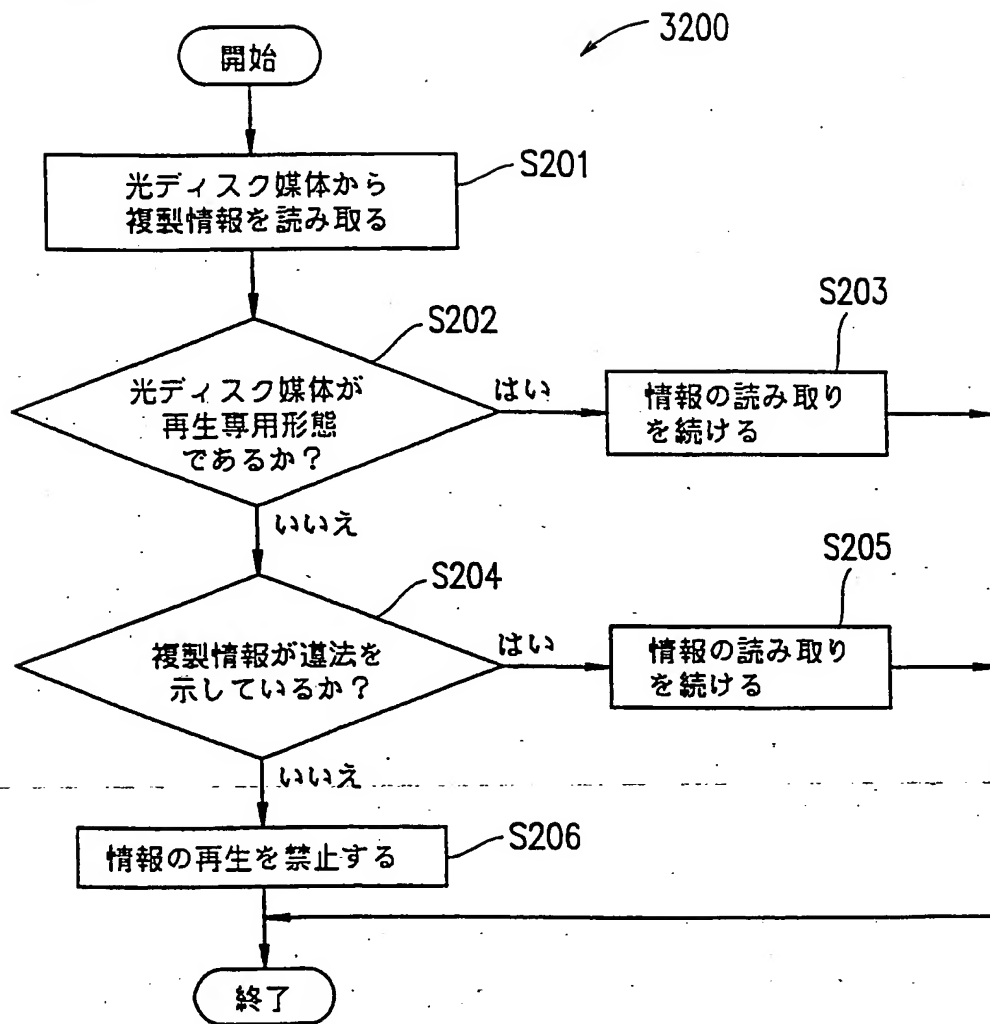 3200
開始
S201
光ディスク媒体から
複製情報を読み取る
S202
光ディスク媒体が
再生専用形態
であるか？
はい
S203
情報の読み取り
を続ける
いいえ
S204
複製情報が遵法を
示しているか？
はい
S205
情報の読み取り
を続ける
いいえ
S206
情報の再生を禁止する
終了